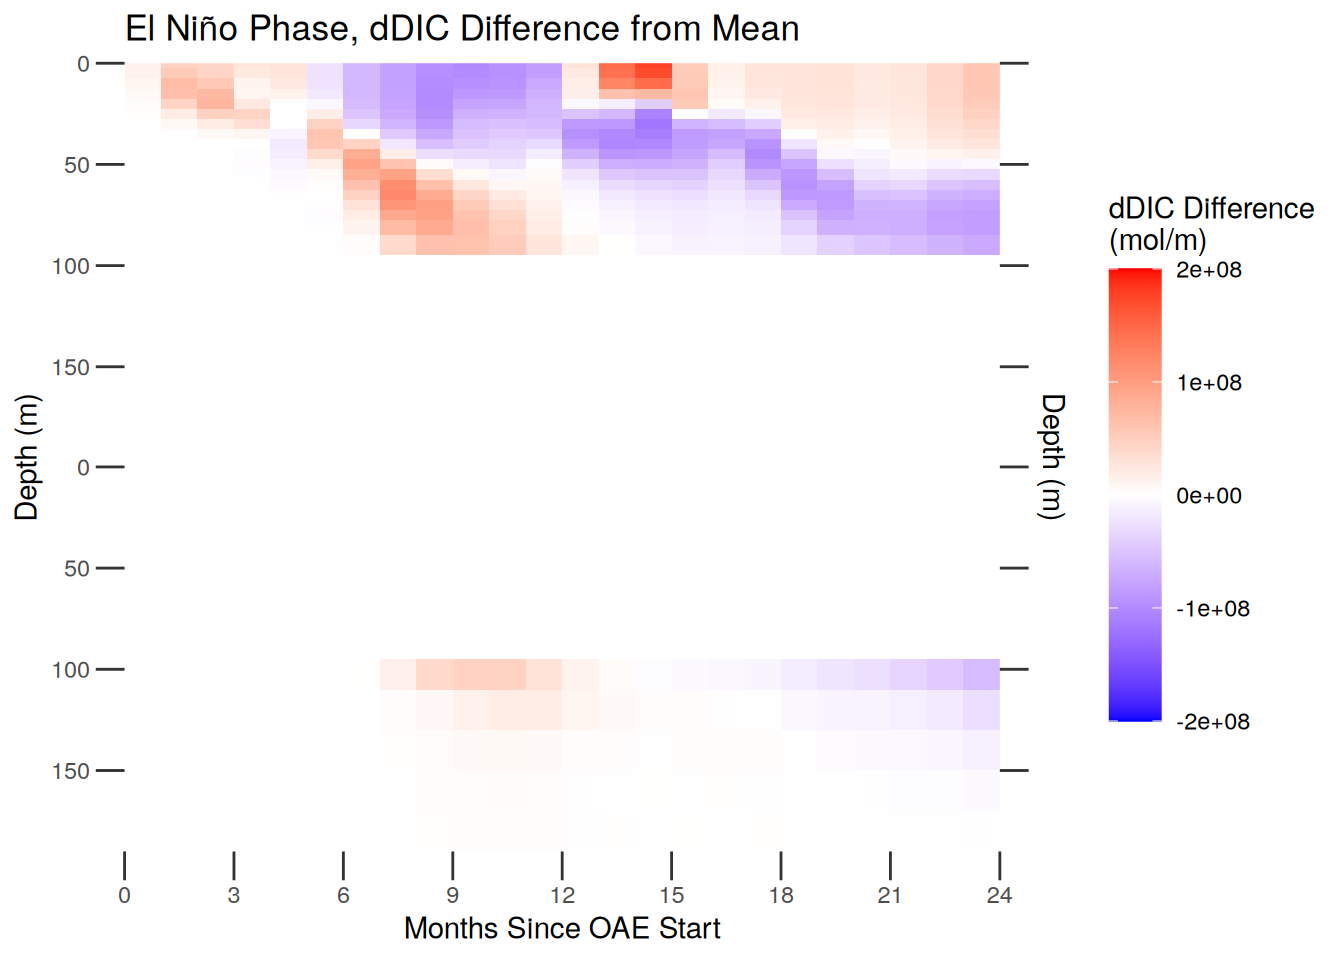 El Niño Phase, dDIC Difference from Mean
0
50
100
150
0
50
100
150
Depth (m)
Depth (m)
0 3 6 9 12 15 18 21 24
Months Since OAE Start
dDIC Difference
(mol/m)
2e+08
1e+08
0e+00
-1e+08
-2e+08